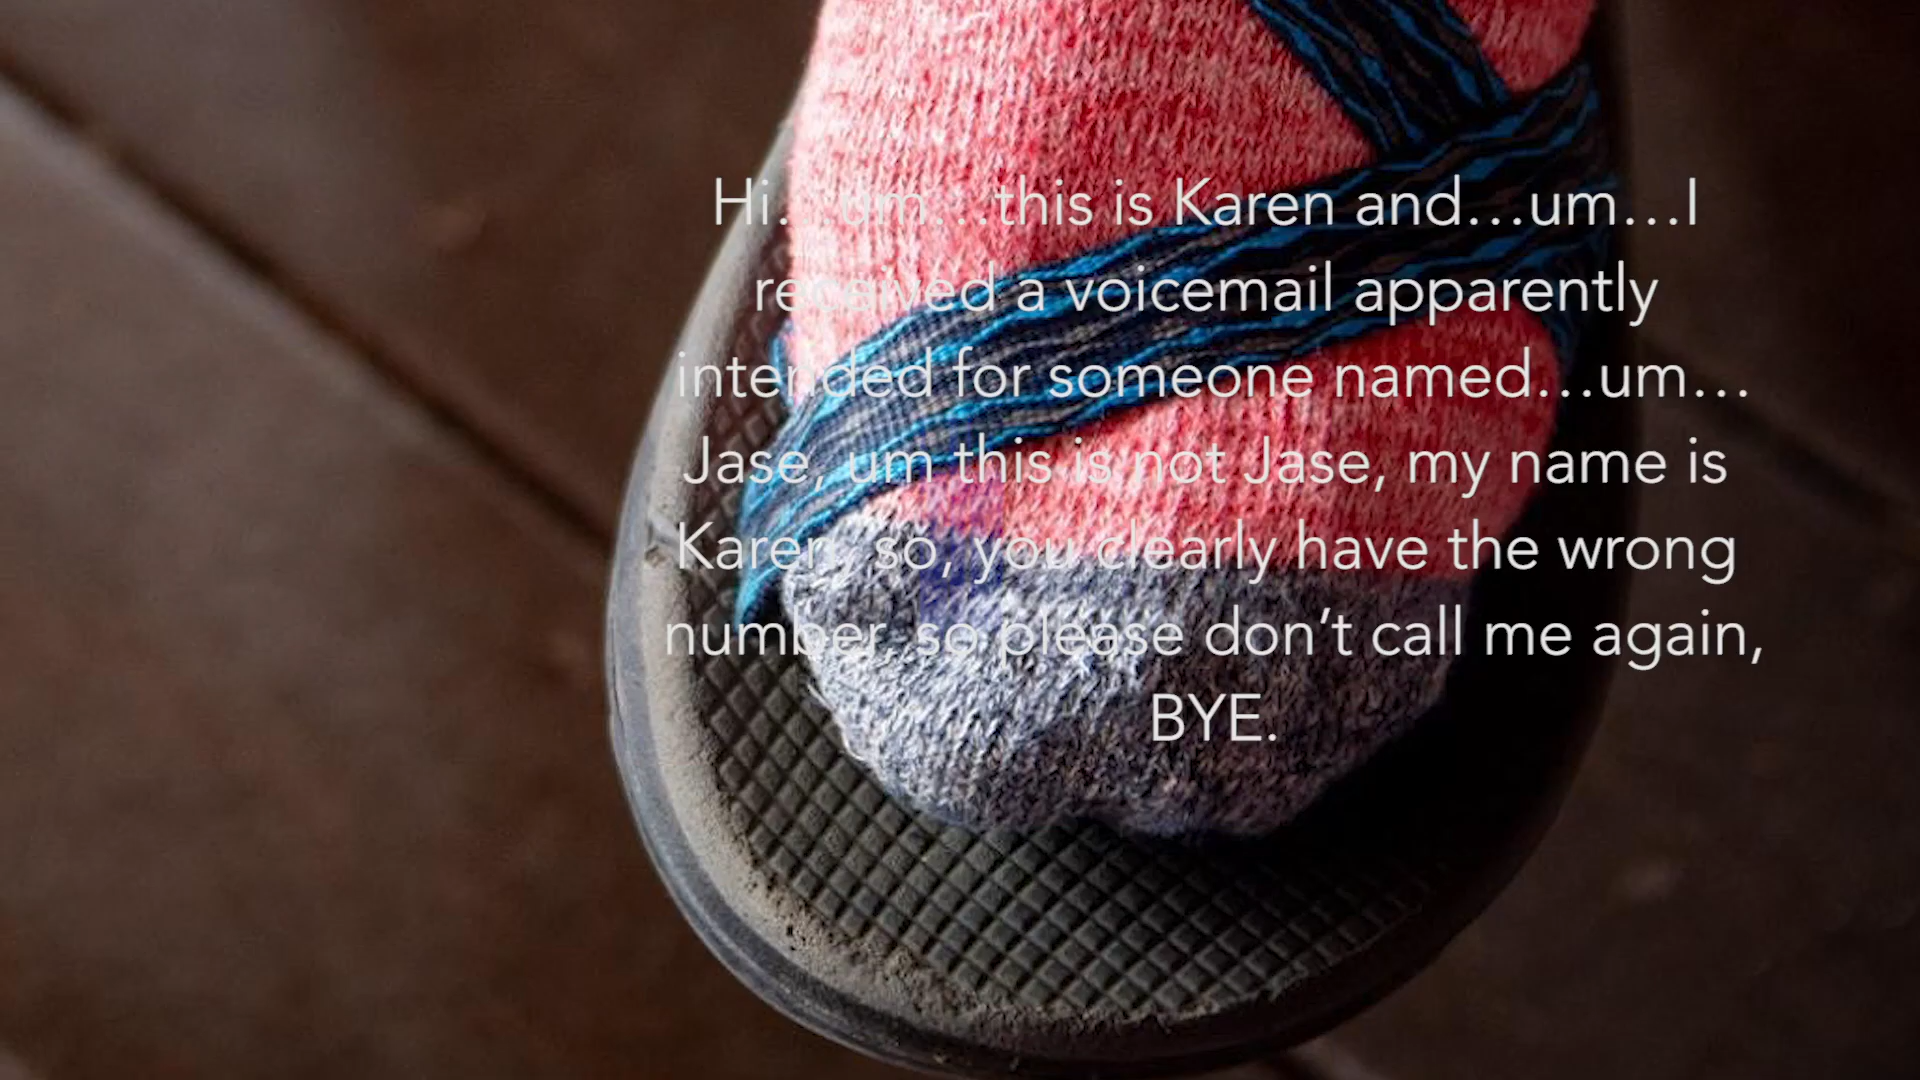 Hi…um…this is Karen and…um…I
received a voicemail apparently
intended for someone named…um…
Jase, um this is not Jase, my name is
Karen, so, you clearly have the wrong
number, so please don’t call me again,
BYE.